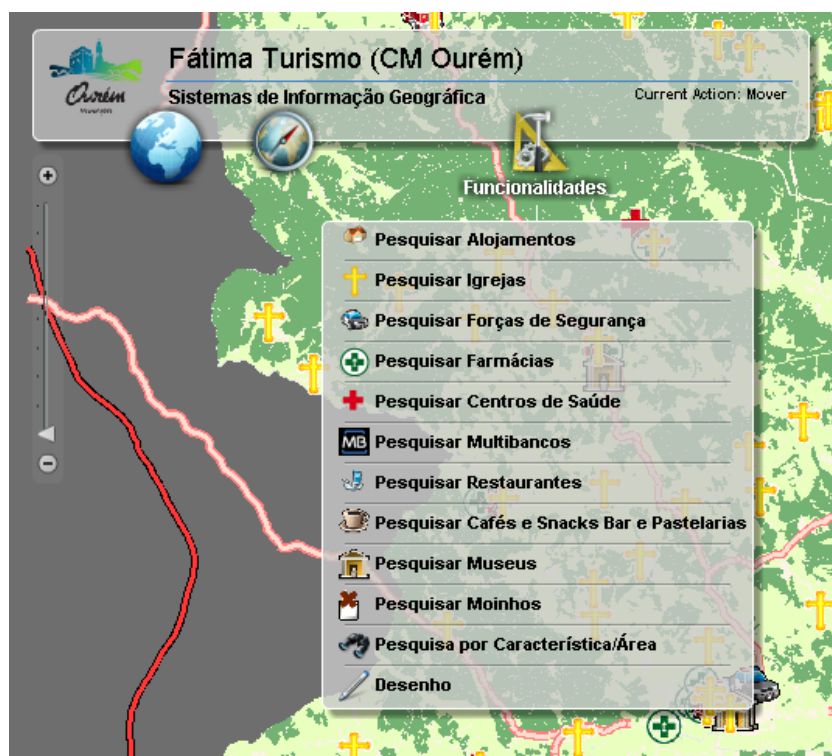 Fátima Turismo (CM Ourém)
Ourém
Sistemas de Informação Geográfica
Current Action: Mover
Funcionalidades
Pesquisar Alojamentos
Pesquisar Igrejas
Pesquisar Forças de Segurança
Pesquisar Farmácias
Pesquisar Centros de Saúde
MB Pesquisar Multibancos
Pesquisar Restaurantes
Pesquisar Cafés e Snacks Bar e Pastelarias
Pesquisar Museus
Pesquisar Moinhos
Pesquisa por Característica/Área
Desenho